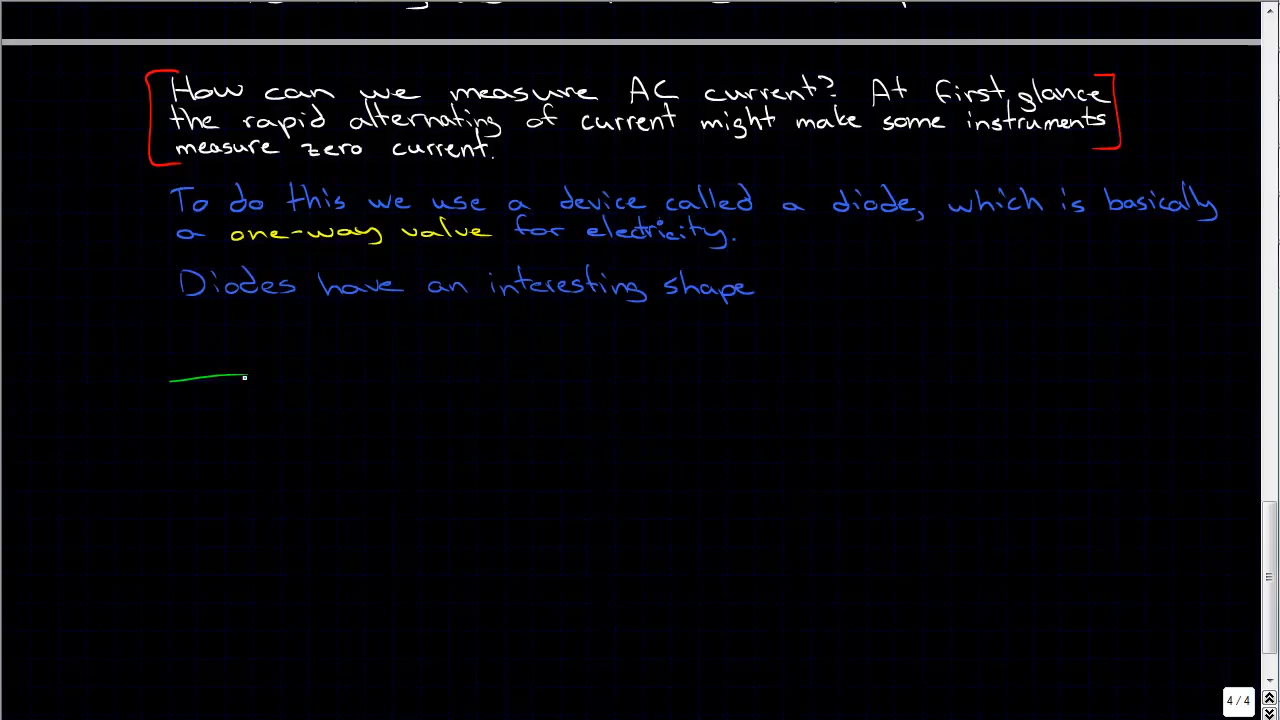 How can we measure AC current? At first glance
the rapid alternating of current might make some instruments
measure zero current.
To do this we use a device called a diode, which is basically
a one-way valve for electricity.
Diodes have an interesting shape
4 / 4